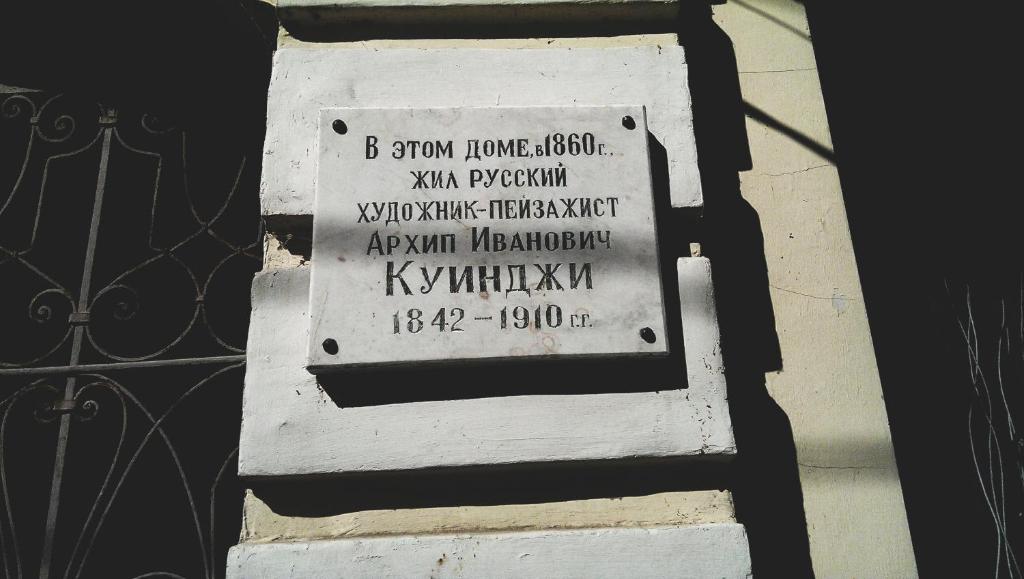 В ЭТОМ ДОМЕ, в 1860 г.,
ЖИЛ РУССКИЙ
ХУДОЖНИК-ПЕЙЗАЖИСТ
АРХИП ИВАНОВИЧ
КУИНДЖИ
1842 – 1910 г.г.